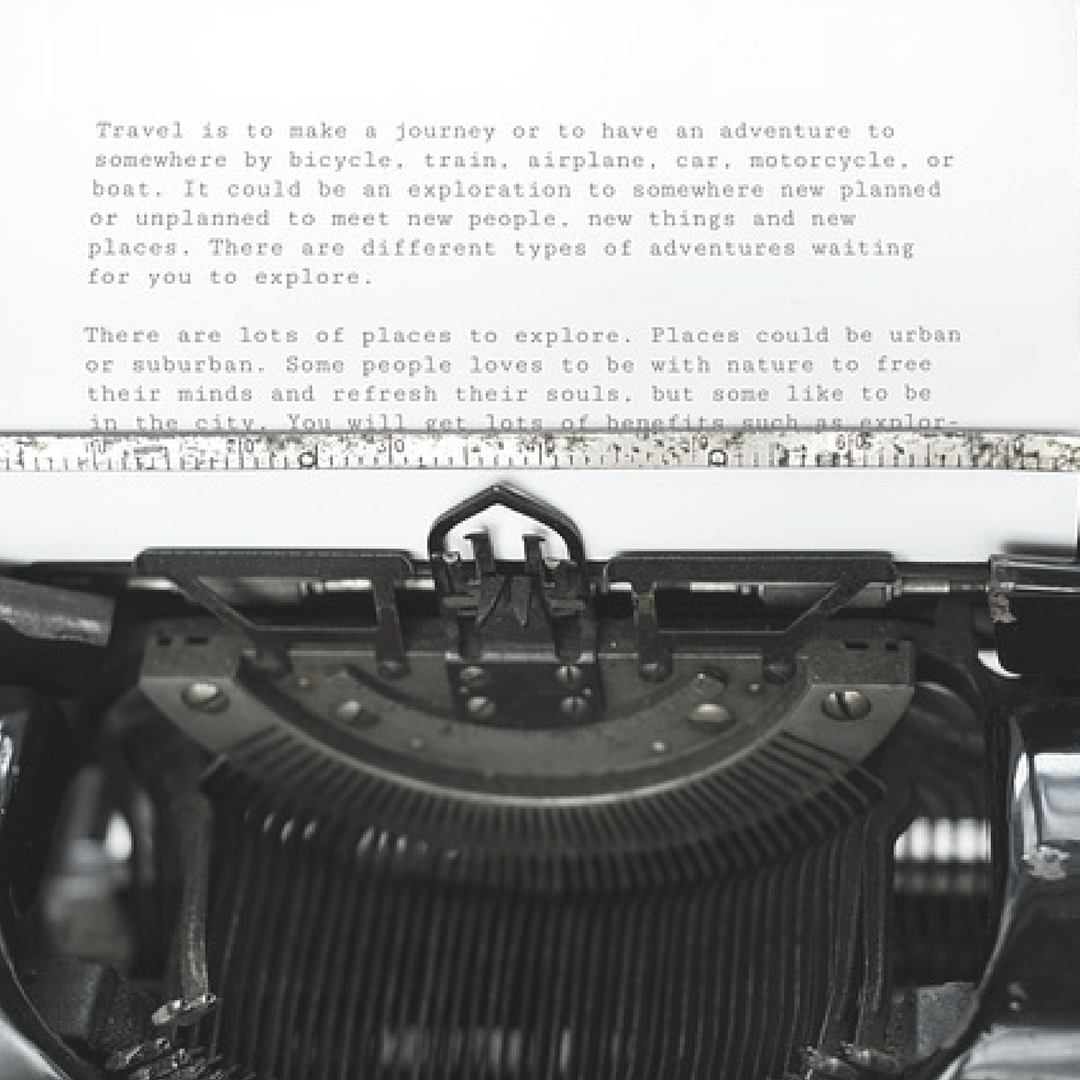 Travel is to make a journey or to have an adventure to
somewhere by bicycle, train, airplane, car, motorcycle, or
boat. It could be an exploration to somewhere new planned
or unplanned to meet new people, new things and new
places. There are different types of adventures waiting
for you to explore.
There are lots of places to explore. Places could be urban
or suburban. Some people loves to be with nature to free
their minds and refresh their souls, but some like to be
in the city. You will get lots of benefits such as explor-